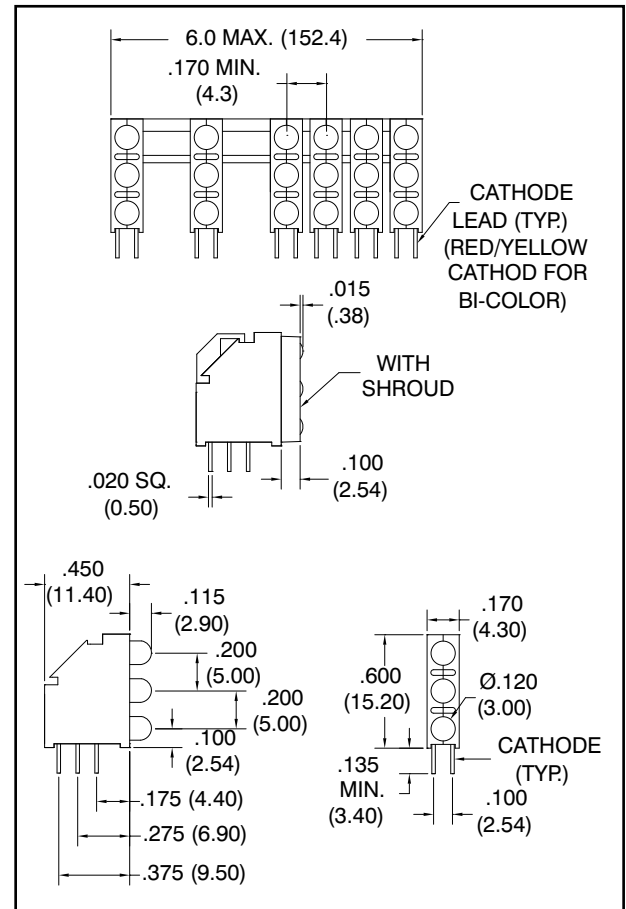 6.0 MAX. (152.4)
.170 MIN.
(4.3)
CATHODE
LEAD (TYP.)
(RED/YELLOW
CATHOD FOR
BI-COLOR)
.015
(.38)
WITH
SHROUD
.020 SQ.
(0.50)
.100
(2.54)
.450
(11.40)
.115
(2.90)
.200
(5.00)
.200
(5.00)
.100
(2.54)
.175 (4.40)
.275 (6.90)
.375 (9.50)
.170
(4.30)
.600
(15.20)
Ø.120
(3.00)
CATHODE
(TYP.)
.135
MIN.
(3.40)
.100
(2.54)